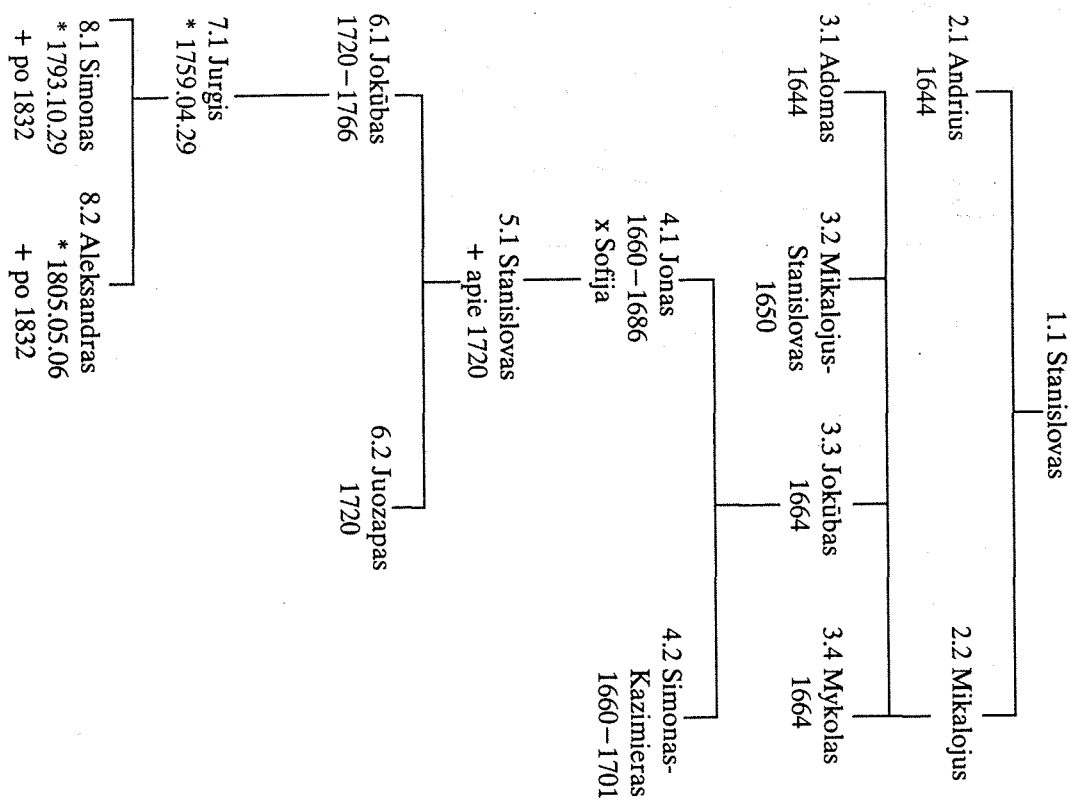 1.1 Stanislovas
2.1 Andrius
1644
2.2 Mikalojus
3.1 Adomas
1644
3.2 Mikalojus-
Stanislovas
1650
3.3 Jokūbas
1664
3.4 Mykolas
1664
4.1 Jonas
1660–1686
x Sofija
4.2 Simonas-
Kazimieras
1660–1701
5.1 Stanislovas
+ apie 1720
6.1 Jokūbas
1720–1766
6.2 Juozapas
1720
7.1 Jurgis
* 1759.04.29
8.1 Simonas
* 1793.10.29
+ po 1832
8.2 Aleksandras
* 1805.05.06
+ po 1832